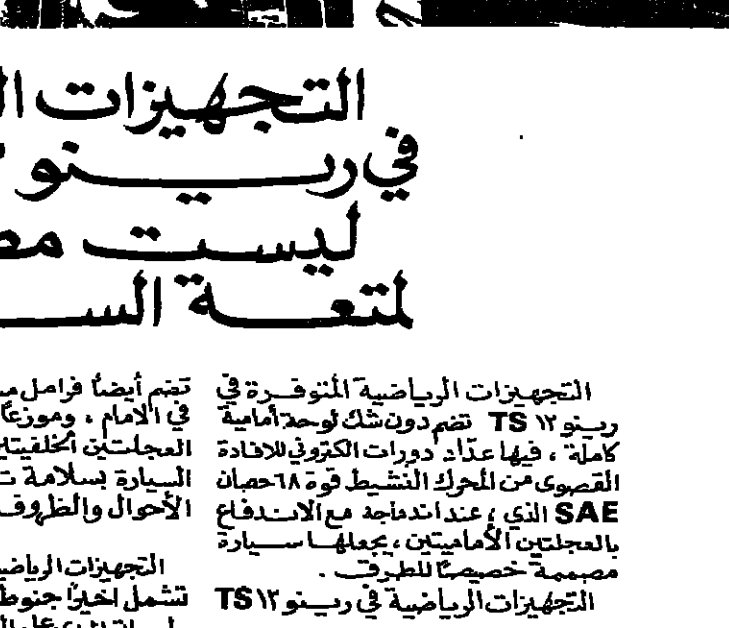 التجهيزات
في رينو
ليست
لمتعة
التجهيزات الرياضية المتوفرة في
رينو ١٢ TS تضم دون شك لوحة أمامية
كاملة ، فيها عدّاد دورات الكتروني للافادة
القصوى من المحرك النشيط قوة ٦٨ حصان
SAE الذي ، عند اندماجه مع الاندفاع
بالعجلتين الأماميتين ، يجعلها سيارة
مصممة خصيصاً للطرق .
التجهيزات الرياضية في رينو ١٢ TS
تضم أيضاً فرامل
في الامام ، وموزعاً
العجلتين الخلفيتين
السيارة بسلامة
الأحوال والظروف
التجهيزات الرياضية
تشمل اخيراً جنوط